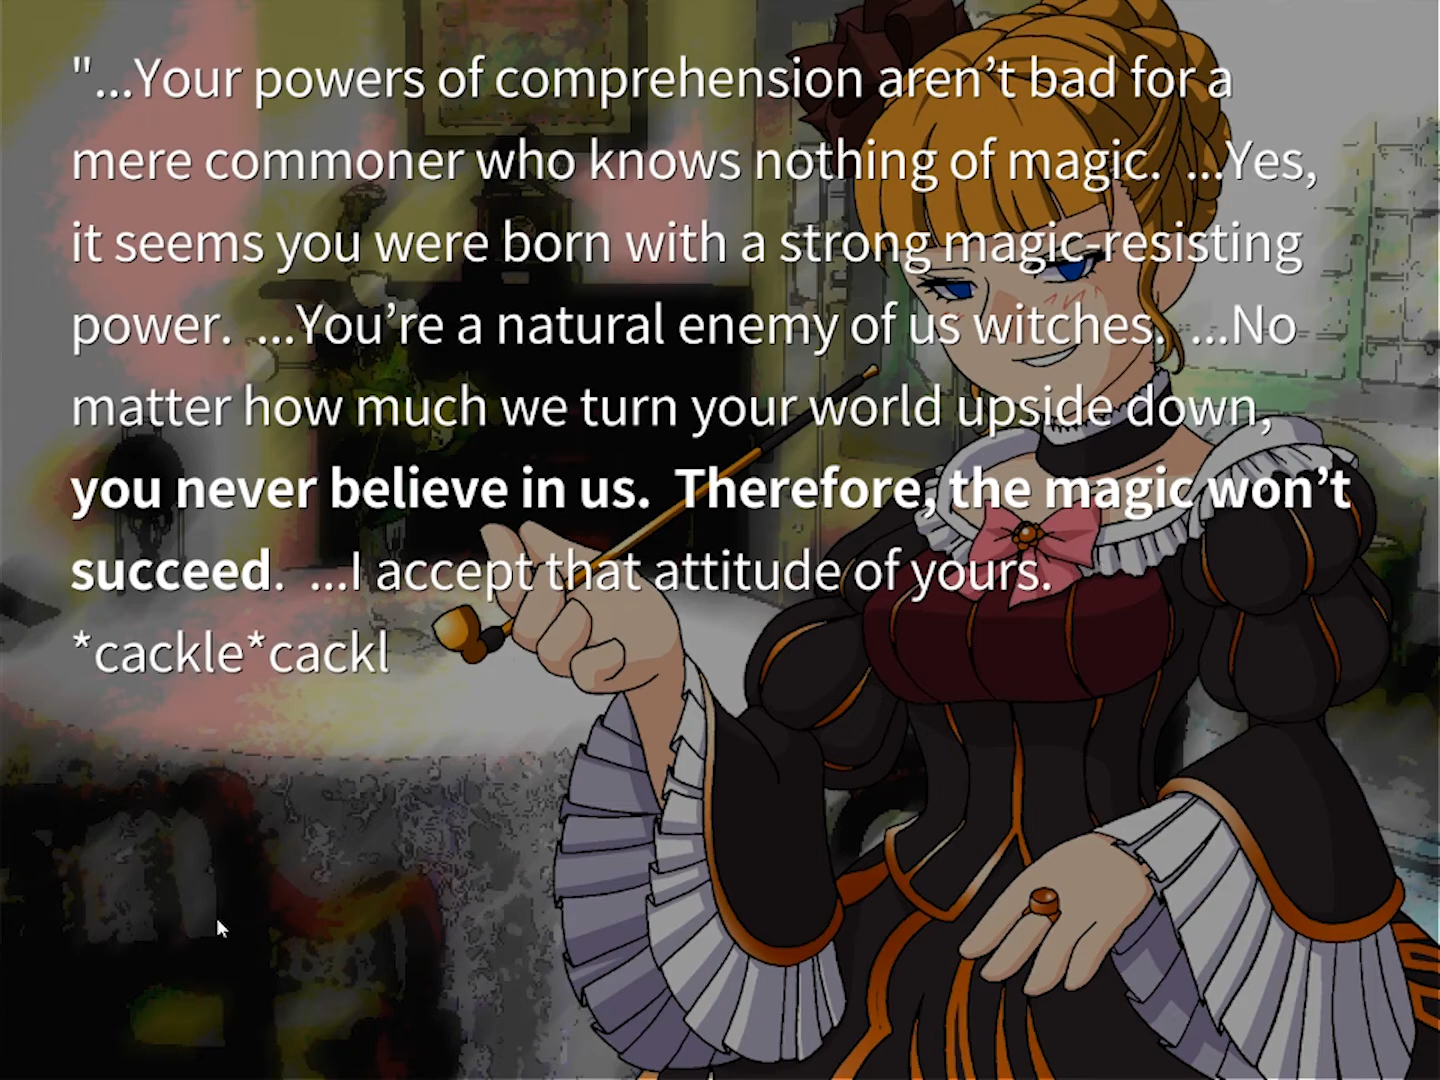 "...Your powers of comprehension aren’t bad for a
mere commoner who knows nothing of magic.  ...Yes,
it seems you were born with a strong magic-resisting
power.  ...You’re a natural enemy of us witches.  ...No
matter how much we turn your world upside down,
you never believe in us.  Therefore, the magic won’t
succeed.  ...I accept that attitude of yours.
*cackle*cackl